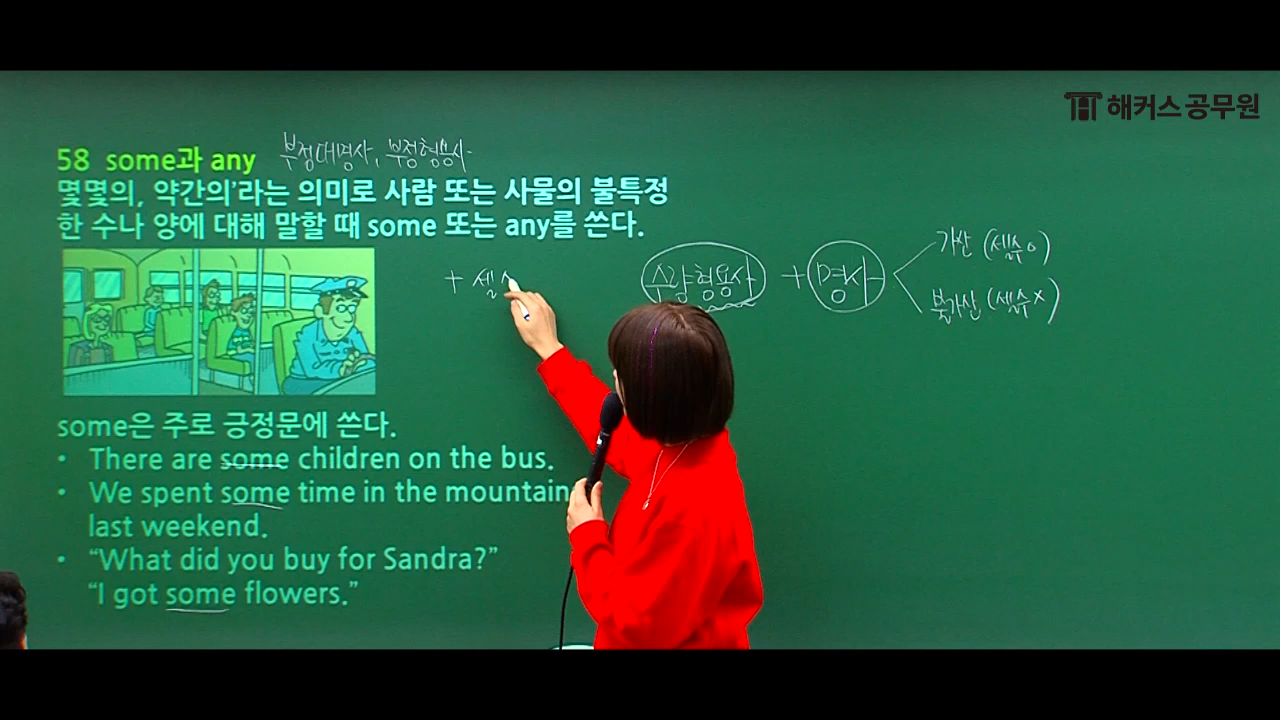 해커스 공무원
58 some과 any 부정대명사, 부정형용사
몇몇의, 약간의’라는 의미로 사람 또는 사물의 불특정
한 수나 양에 대해 말할 때 some 또는 any를 쓴다.
+ 셀수
수량형용사 + 명사
가산 (셀수o)
불가산 (셀수x)
some은 주로 긍정문에 쓴다.
• There are some children on the bus.
• We spent some time in the mountain
last weekend.
• “What did you buy for Sandra?”
“I got some flowers.”